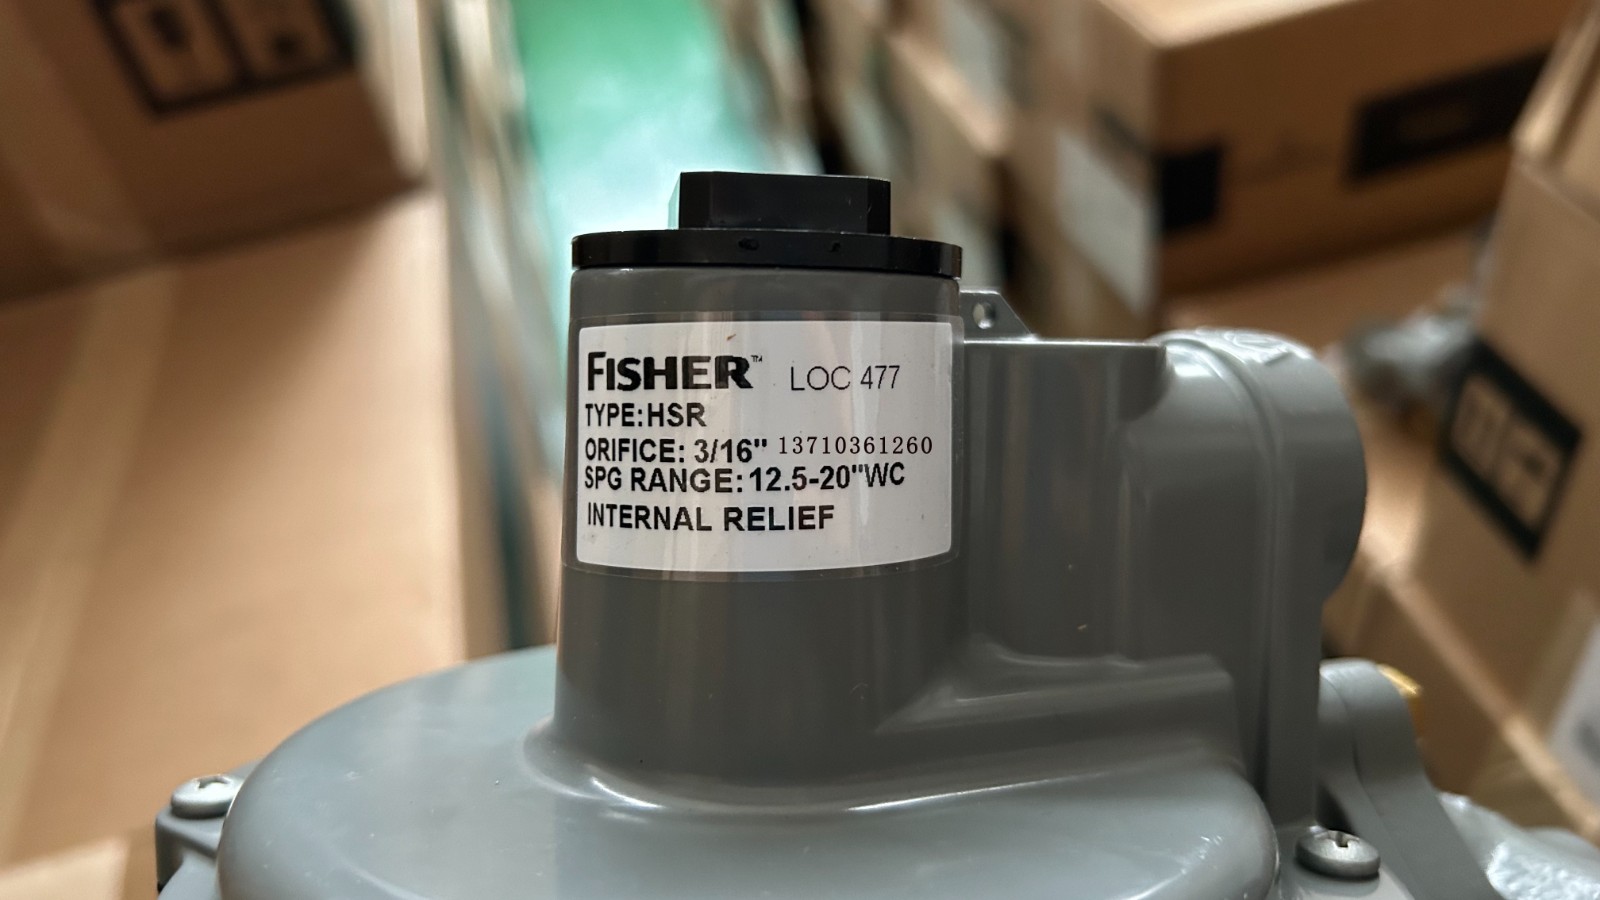 FISHER™ LOC 477
TYPE:HSR
ORIFICE: 3/16" 13710361260
SPG RANGE:12.5-20"WC
INTERNAL RELIEF